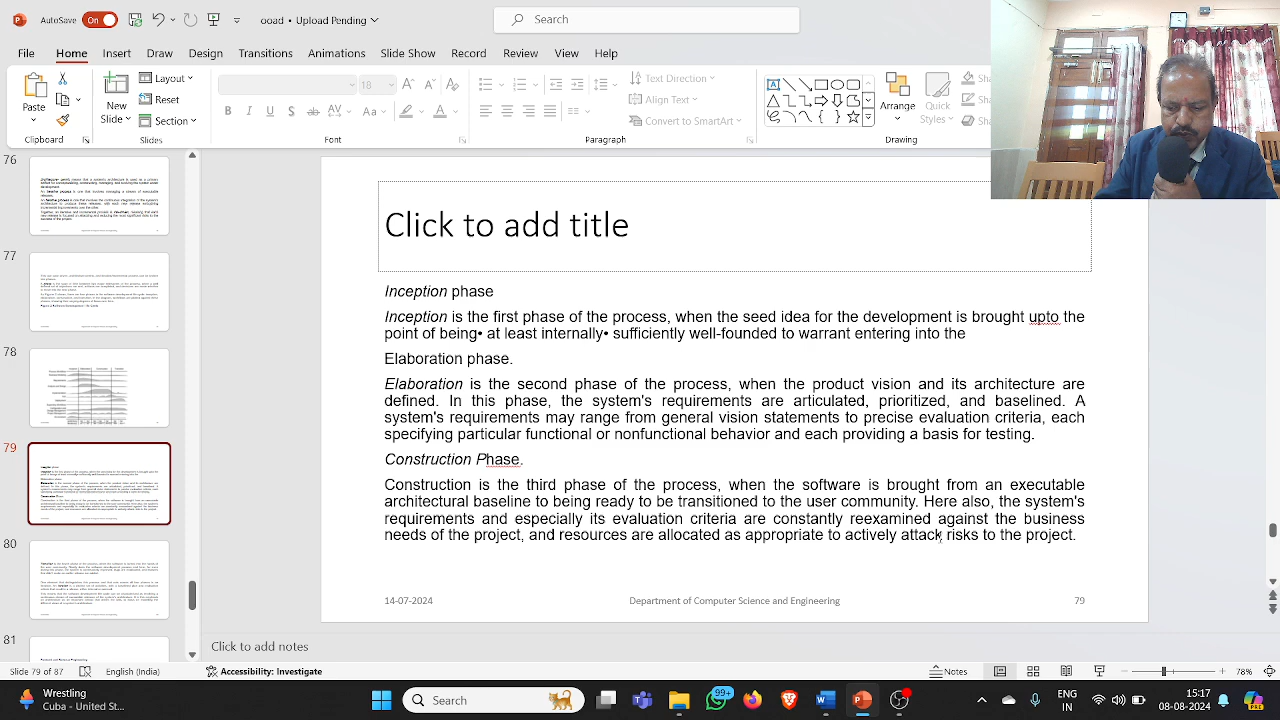 AutoSave
Off
Upload Pending
Search
File Home Insert Draw Design Transitions Animations Slide Show Record Review View Help
Paste
New
Slide
Layout
Reset
Section
Text Direction
Align Text
Convert to SmartArt
Arrange
Quick
Styles
Clipboard Slides Font Paragraph Drawing
76
77
78
79
80
81
Click to add title
Inception phase
Inception is the first phase of the process, when the seed idea for the development is brought upto the
point of being• at least internally• sufficiently well-founded to warrant entering into the
Elaboration phase.
Elaboration is the second phase of the process, when the product vision and its architecture are
defined. In this phase, the system's requirements are articulated, prioritized, and baselined. A
system's requirements may range from general vision statements to precise evaluation criteria, each
specifying particular functional or nonfunctional behavior and each providing a basis for testing.
Construction Phase.
Construction is the third phase of the process, when the software is brought from an executable
architectural baseline to being ready to be transitioned to the user community. Here also, the system's
requirements and especially its evaluation criteria are constantly reexamined against the business
needs of the project, and resources are allocated as appropriate to actively attack risks to the project.
14-07-2024 Department of Computer Science and Engineering 79
Click to add notes
Slide 79 of 87 English (India) Accessibility: Investigate Notes 78%
Wrestling
Cuba - United St...
Search
99+
ENG
IN
15:17
08-08-2024